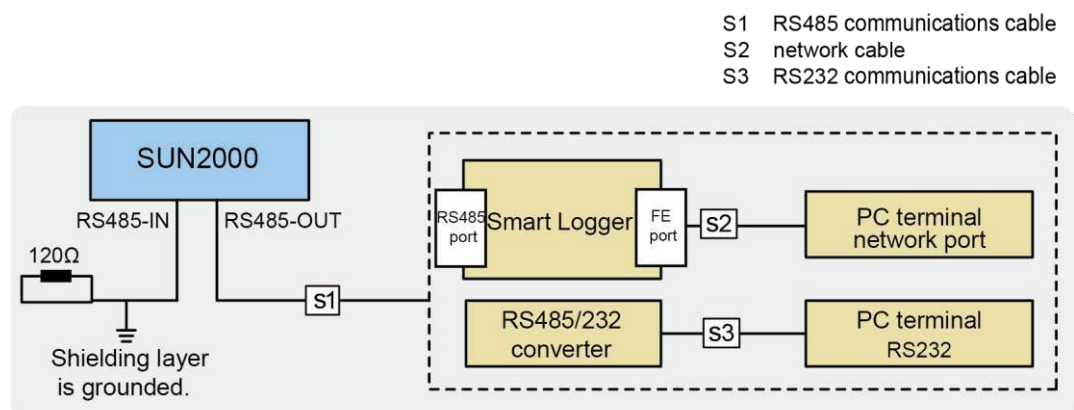 S1 RS485 communications cable
S2 network cable
S3 RS232 communications cable
SUN2000
RS485-IN
RS485-OUT
120Ω
Shielding layer
is grounded.
S1
RS485
port
Smart Logger
FE
port
S2
PC terminal
network port
RS485/232
converter
S3
PC terminal
RS232